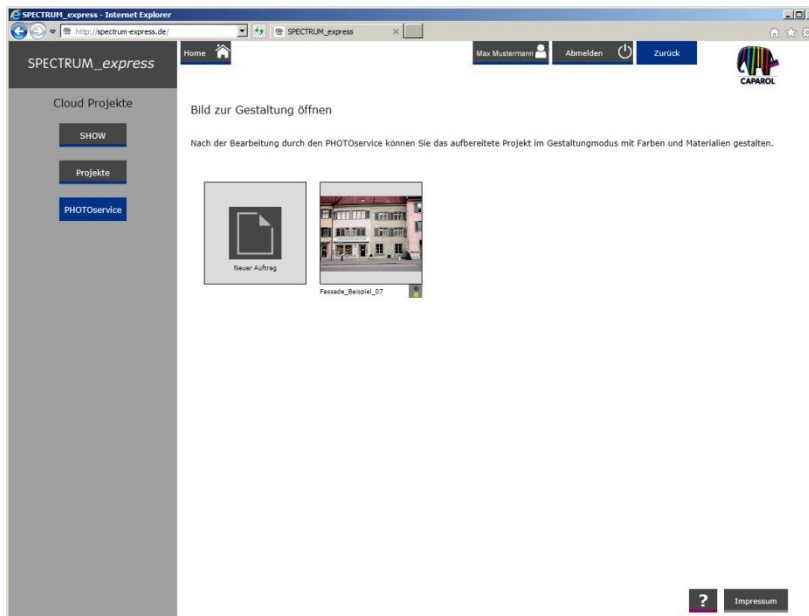 SPECTRUM_express - Internet Explorer
http://spectrum-express.de/
SPECTRUM_express
SPECTRUM_express
Home
Max Mustermann
Abmelden
Zurück
CAPAROL
Cloud Projekte
SHOW
Projekte
PHOTOservice
Bild zur Gestaltung öffnen
Nach der Bearbeitung durch den PHOTOservice können Sie das aufbereitete Projekt im Gestaltungmodus mit Farben und Materialien gestalten.
Neuer Auftrag
Fassade_Beispiel_07
?
Impressum